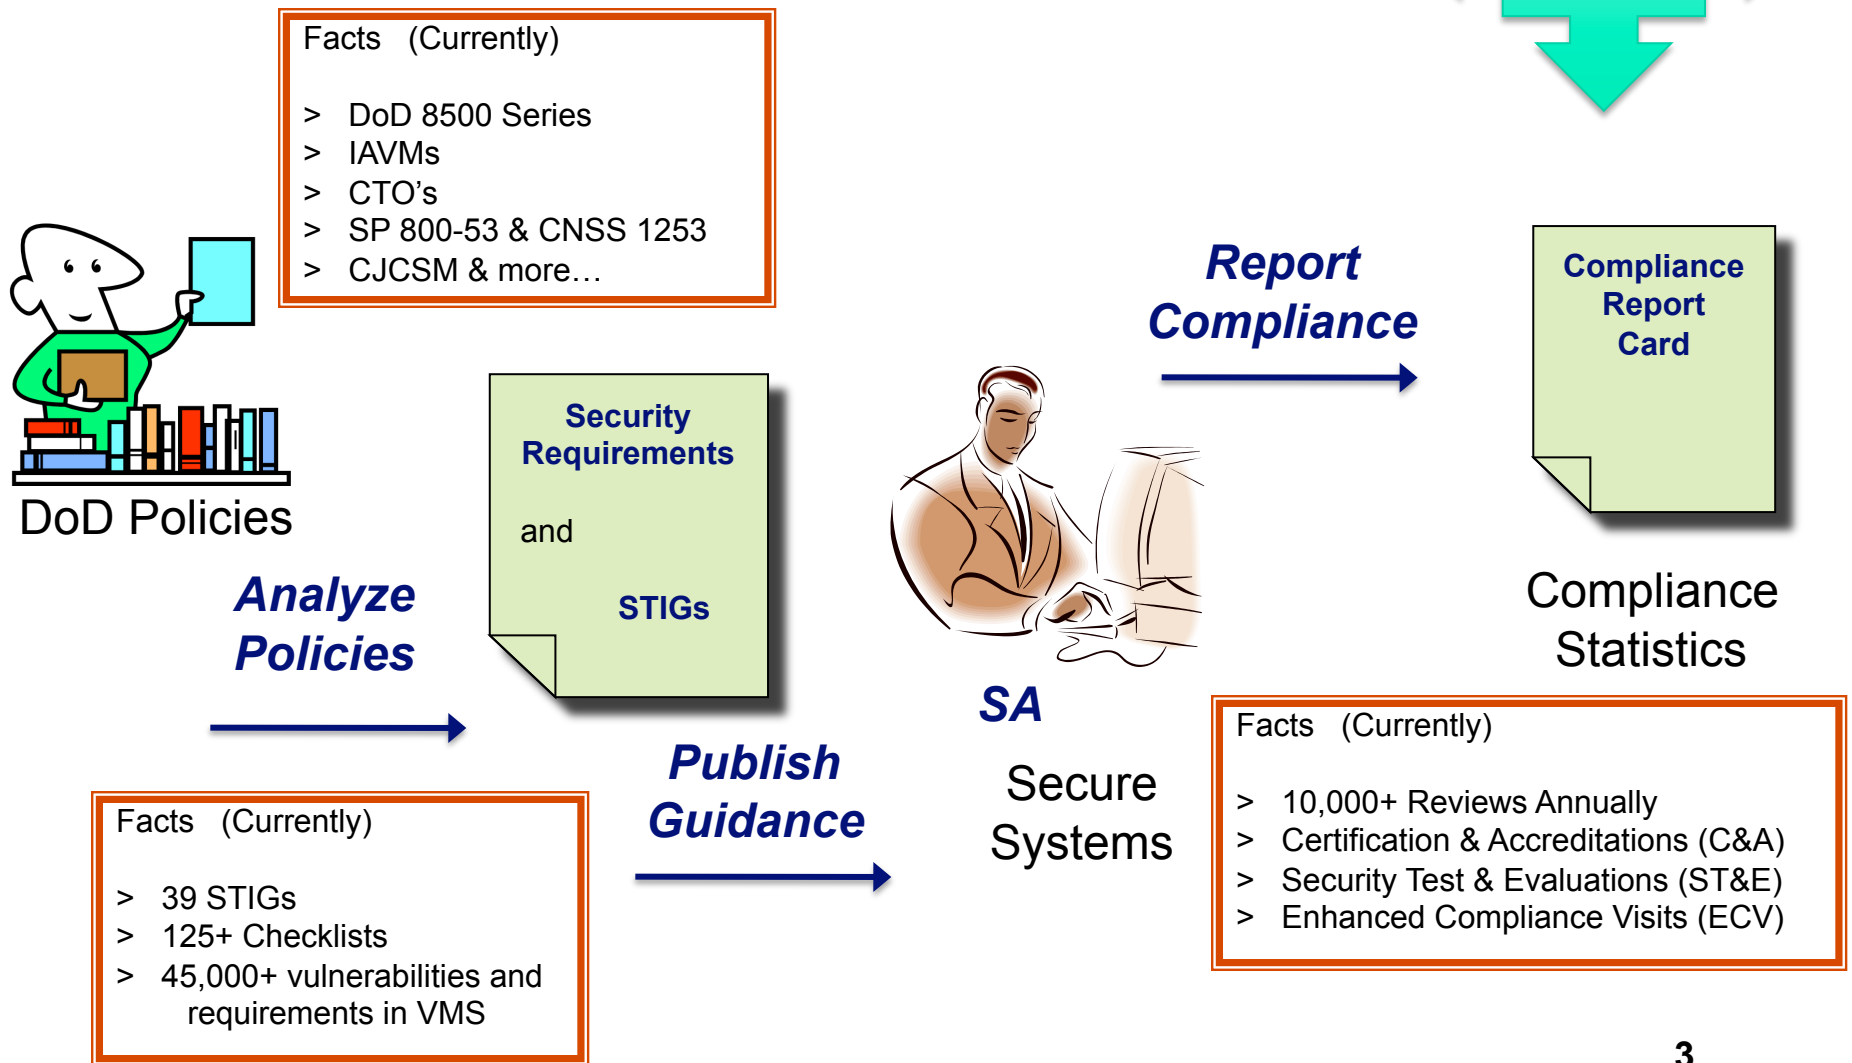 Facts (Currently)
> DoD 8500 Series
> IAVMs
> CTO’s
> SP 800-53 & CNSS 1253
> CJCSM & more…
DoD Policies
Analyze
Policies
Facts (Currently)
> 39 STIGs
> 125+ Checklists
> 45,000+ vulnerabilities and
requirements in VMS
Security
Requirements
and
STIGs
Publish
Guidance
SA
Secure
Systems
Report
Compliance
Compliance
Report
Card
Compliance
Statistics
Facts (Currently)
> 10,000+ Reviews Annually
> Certification & Accreditations (C&A)
> Security Test & Evaluations (ST&E)
> Enhanced Compliance Visits (ECV)
3